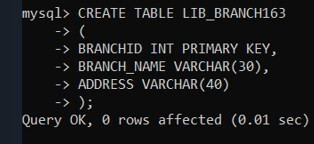 mysql> CREATE TABLE LIB_BRANCH163
    -> (
    -> BRANCHID INT PRIMARY KEY,
    -> BRANCH_NAME VARCHAR(30),
    -> ADDRESS VARCHAR(40)
    -> );
Query OK, 0 rows affected (0.01 sec)